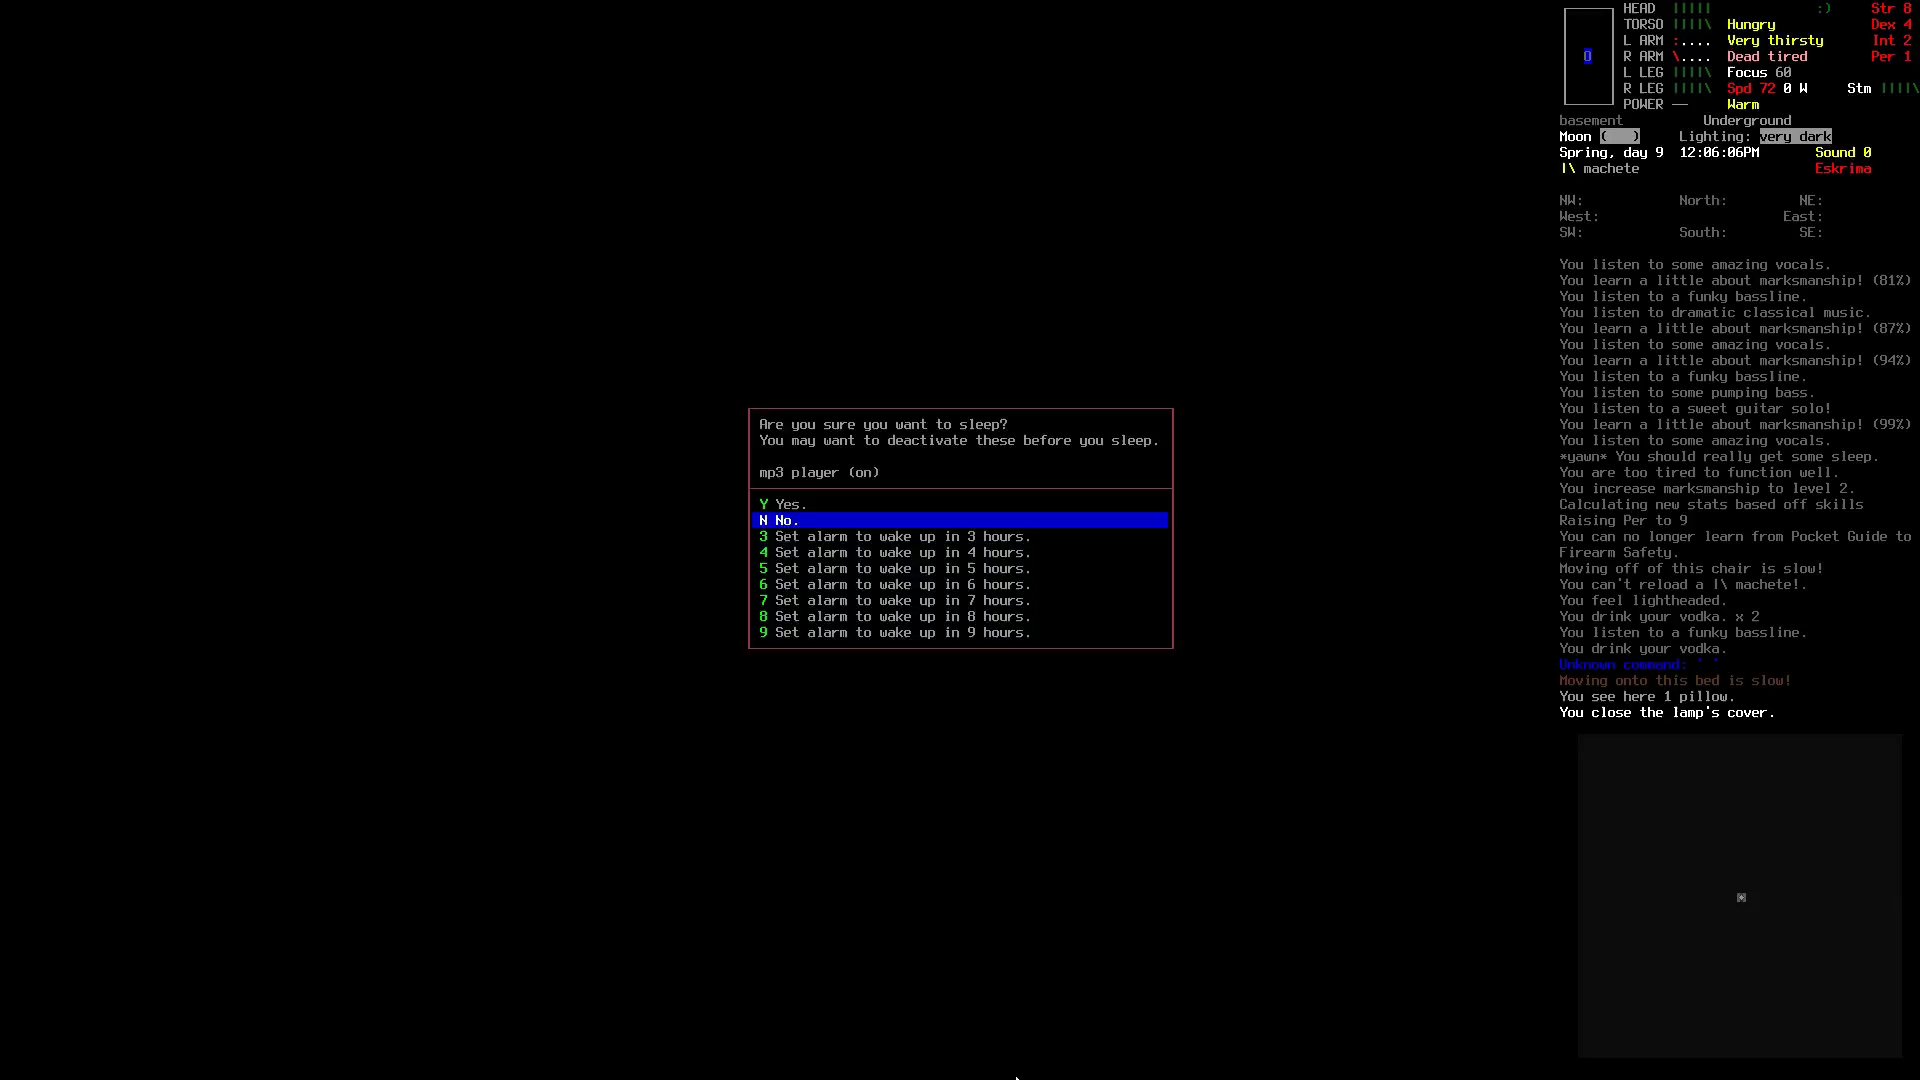 Are you sure you want to sleep?
You may want to deactivate these before you sleep.
mp3 player (on)
Y Yes.
N No.
3 Set alarm to wake up in 3 hours.
4 Set alarm to wake up in 4 hours.
5 Set alarm to wake up in 5 hours.
6 Set alarm to wake up in 6 hours.
7 Set alarm to wake up in 7 hours.
8 Set alarm to wake up in 8 hours.
9 Set alarm to wake up in 9 hours.
HEAD ||||| :) Str 8
TORSO ||||\ Hungry Dex 4
L ARM :.... Very thirsty Int 2
R ARM \.... Dead tired Per 1
L LEG ||||\ Focus 60
R LEG ||||\ Spd 72 0 W Stm ||||\
POWER —— Warm
0
basement Underground
Moon (   ) Lighting: very dark
Spring, day 9 12:06:06PM Sound 0
|\ machete Eskrima
NW: North: NE:
West: East:
SW: South: SE:
You listen to some amazing vocals.
You learn a little about marksmanship! (81%)
You listen to a funky bassline.
You listen to dramatic classical music.
You learn a little about marksmanship! (87%)
You listen to some amazing vocals.
You learn a little about marksmanship! (94%)
You listen to a funky bassline.
You listen to some pumping bass.
You listen to a sweet guitar solo!
You learn a little about marksmanship! (99%)
You listen to some amazing vocals.
*yawn* You should really get some sleep.
You are too tired to function well.
You increase marksmanship to level 2.
Calculating new stats based off skills
Raising Per to 9
You can no longer learn from Pocket Guide to
Firearm Safety.
Moving off of this chair is slow!
You can't reload a |\ machete!.
You feel lightheaded.
You drink your vodka. x 2
You listen to a funky bassline.
You drink your vodka.
Unknown command: ' '
Moving onto this bed is slow!
You see here 1 pillow.
You close the lamp's cover.